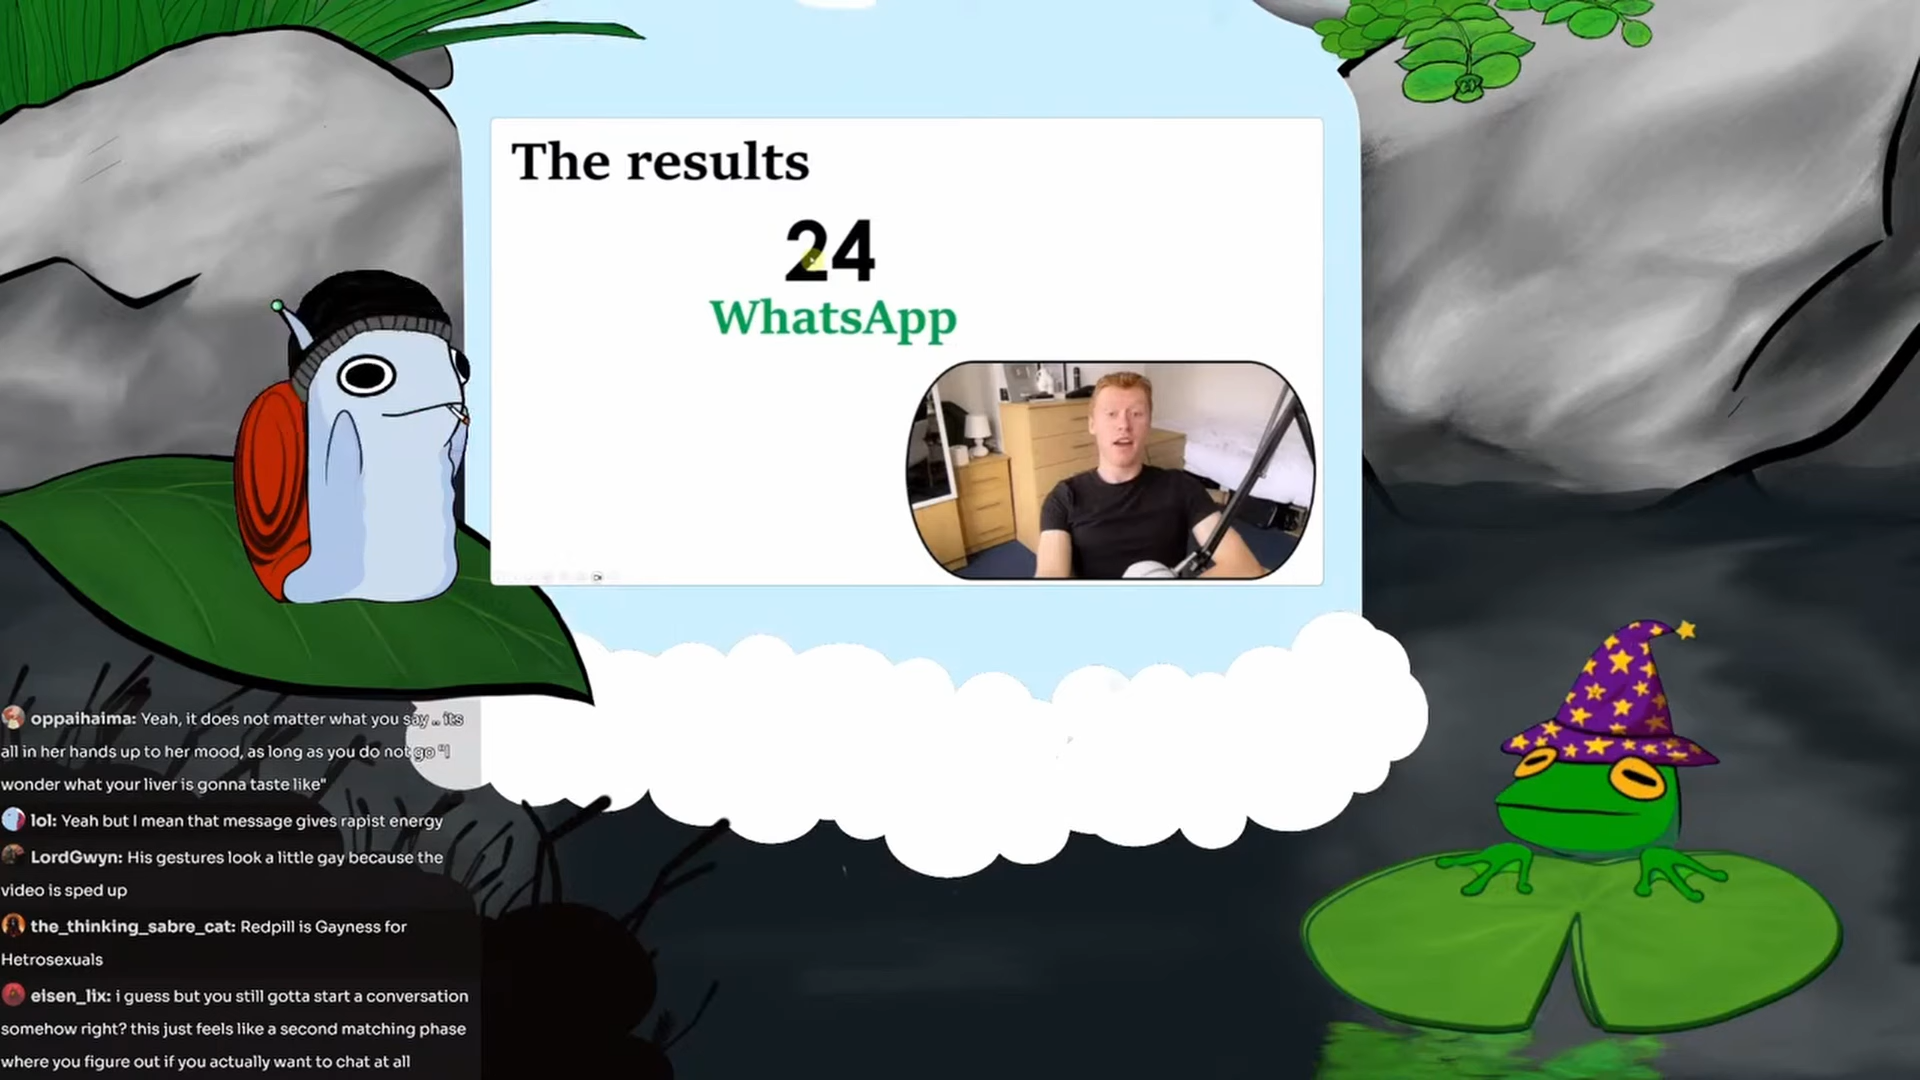 The results
24
WhatsApp
oppaihaima: Yeah, it does not matter what you say .. its
all in her hands up to her mood, as long as you do not go "I
wonder what your liver is gonna taste like"
lol: Yeah but I mean that message gives rapist energy
LordGwyn: His gestures look a little gay because the
video is sped up
the_thinking_sabre_cat: Redpill is Gayness for
Hetrosexuals
eisen_lix: i guess but you still gotta start a conversation
somehow right? this just feels like a second matching phase
where you figure out if you actually want to chat at all